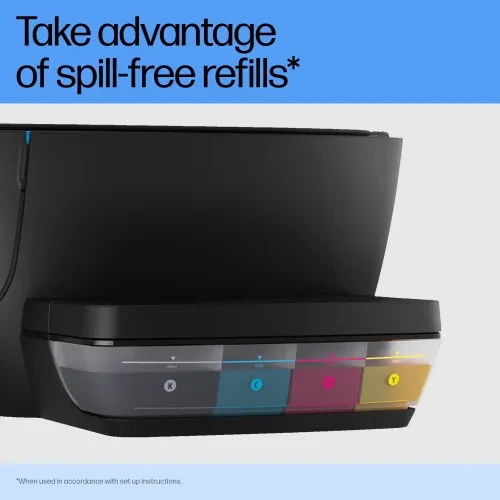 Take advantage
of spill-free refills*
K C M Y
*When used in accordance with set up instructions.